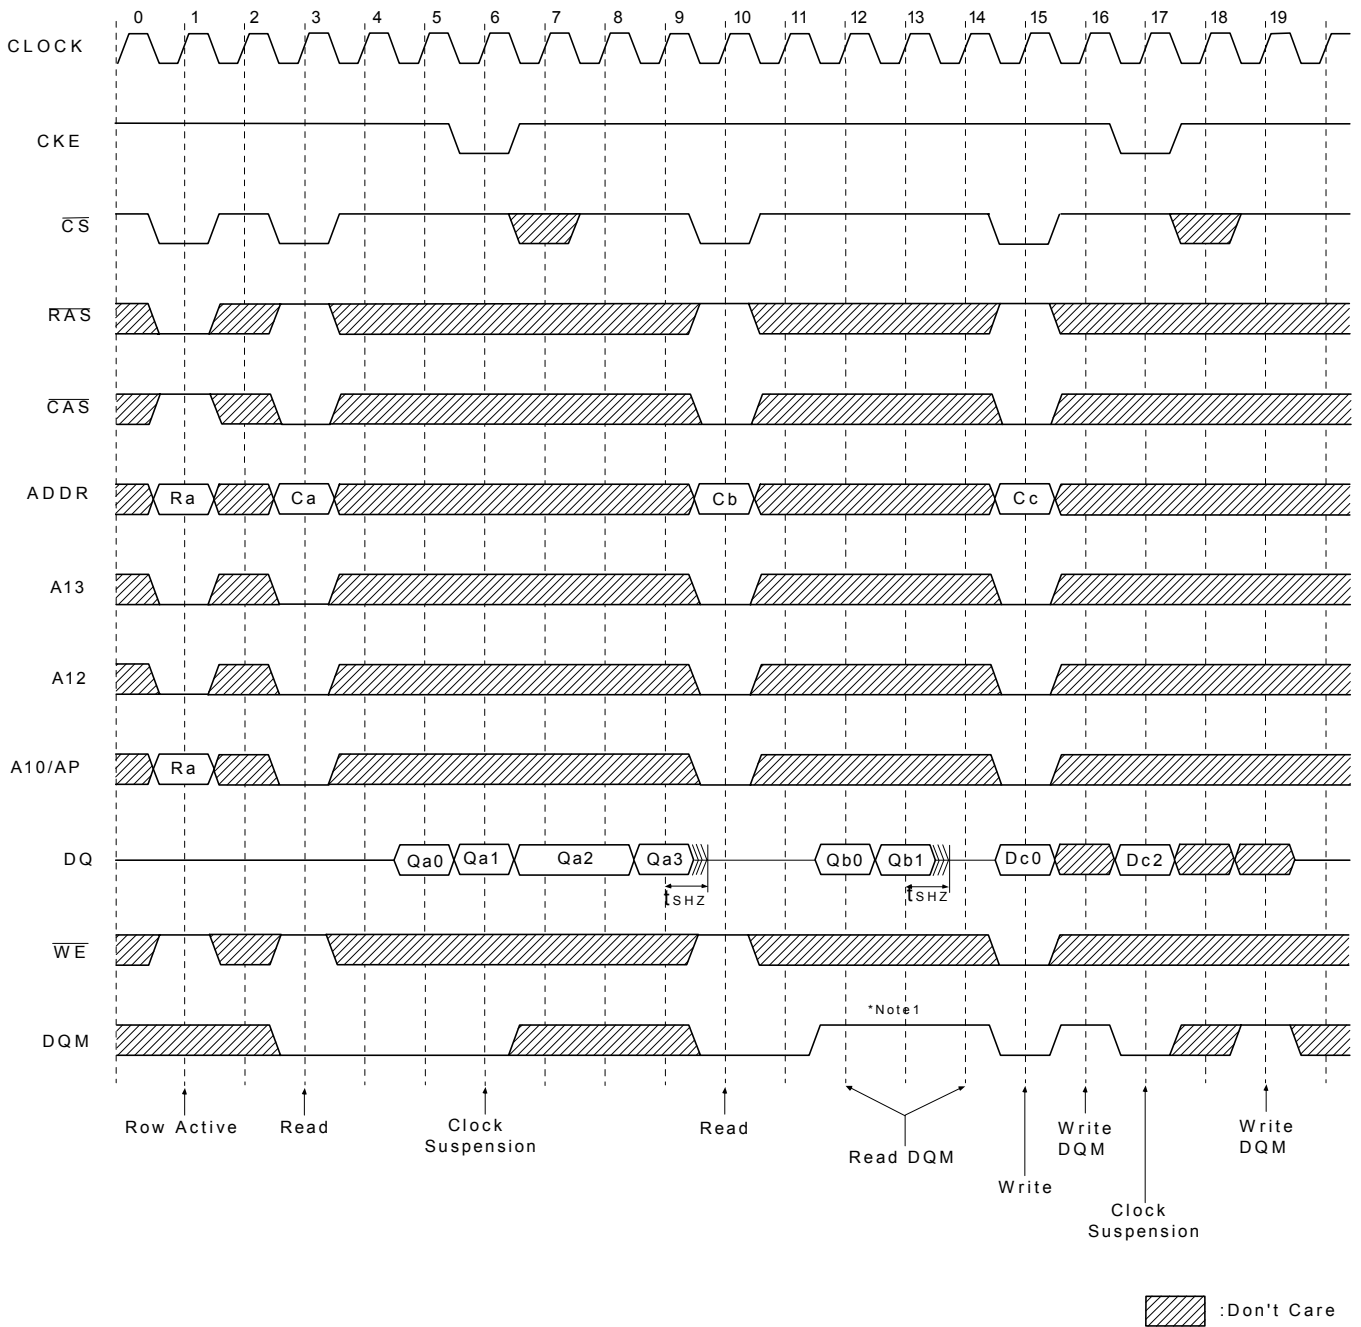 0 1 2 3 4 5 6 7 8 9 10 11 12 13 14 15 16 17 18 19
CLOCK
CKE
CS
RAS
CAS
ADDR Ra Ca Cb Cc
A13
A12
A10/AP Ra
DQ Qa0 Qa1 Qa2 Qa3 Qb0 Qb1 Dc0 Dc2
tSHZ tSHZ
WE
*Note1
DQM
Row Active
Read
Clock
Suspension
Read
Read DQM
Write
Write
DQM
Clock
Suspension
Write
DQM
:Don't Care